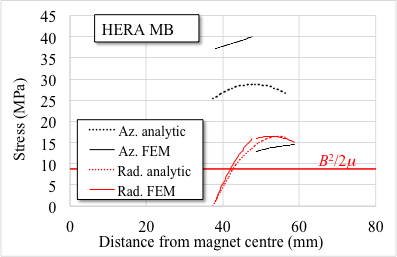 HERA MB
45
40
35
30
25
20
15
10
5
0
Stress (MPa)
Az. analytic
Az. FEM
Rad. analytic
Rad. FEM
B²/2μ
0 20 40 60 80
Distance from magnet centre (mm)